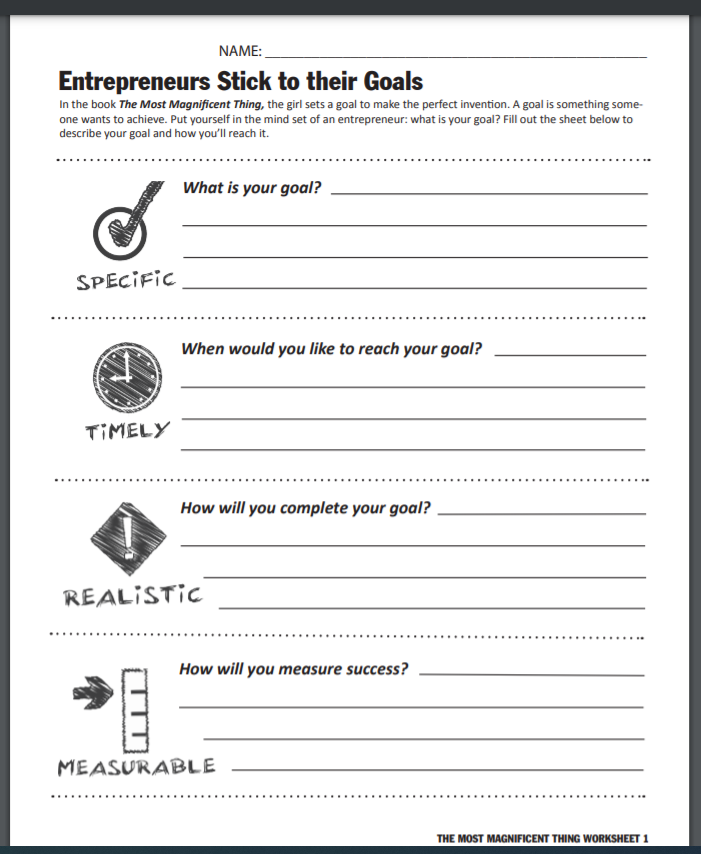 NAME:
Entrepreneurs Stick to their Goals
In the book The Most Magnificent Thing, the girl sets a goal to make the perfect invention. A goal is something some-
one wants to achieve. Put yourself in the mind set of an entrepreneur: what is your goal? Fill out the sheet below to
describe your goal and how you'll reach it.
What is your goal?
SPECiFiC
When would you like to reach your goal?
TiMELY
How will you complete your goal?
REALiSTiC
How will you measure success?
MEASURABLE
THE MOST MAGNIFICENT THING WORKSHEET 1